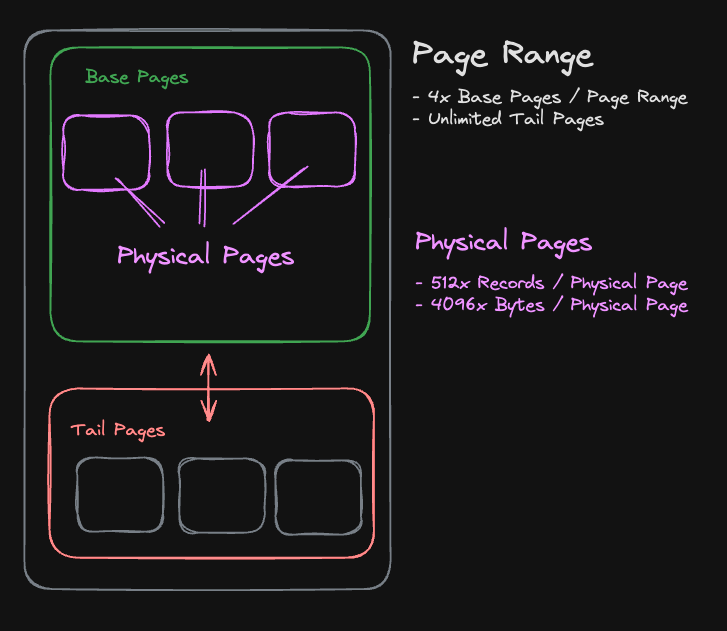 Page Range
- 4x Base Pages / Page Range
- Unlimited Tail Pages
Base Pages
Physical Pages
Physical Pages
- 512x Records / Physical Page
- 4096x Bytes / Physical Page
Tail Pages